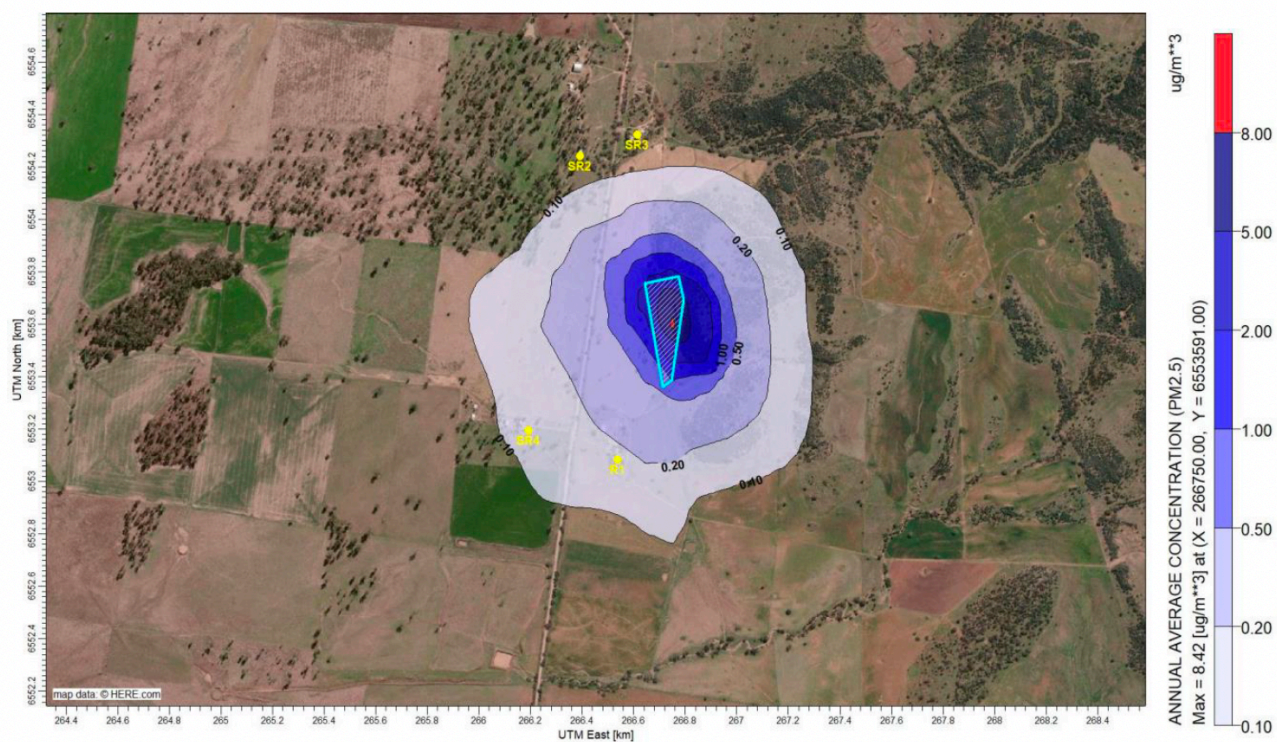 ug/m**3
8.00
5.00
2.00
1.00
0.50
0.20
0.10
ANNUAL AVERAGE CONCENTRATION (PM2.5)
Max = 8.42 [ug/m**3] at (X = 266750.00, Y = 6553591.00)
UTM North [km]
6554.6
6554.4
6554.2
6554
6553.8
6553.6
6553.4
6553.2
6553
6552.8
6552.6
6552.4
6552.2
SR3
SR2
0.10
0.10
0.20
1.00
0.50
SR4
0.10
R1
0.20
0.10
map data: © HERE.com
264.4 264.6 264.8 265 265.2 265.4 265.6 265.8 266 266.2 266.4 266.6 266.8 267 267.2 267.4 267.6 267.8 268 268.2 268.4
UTM East [km]